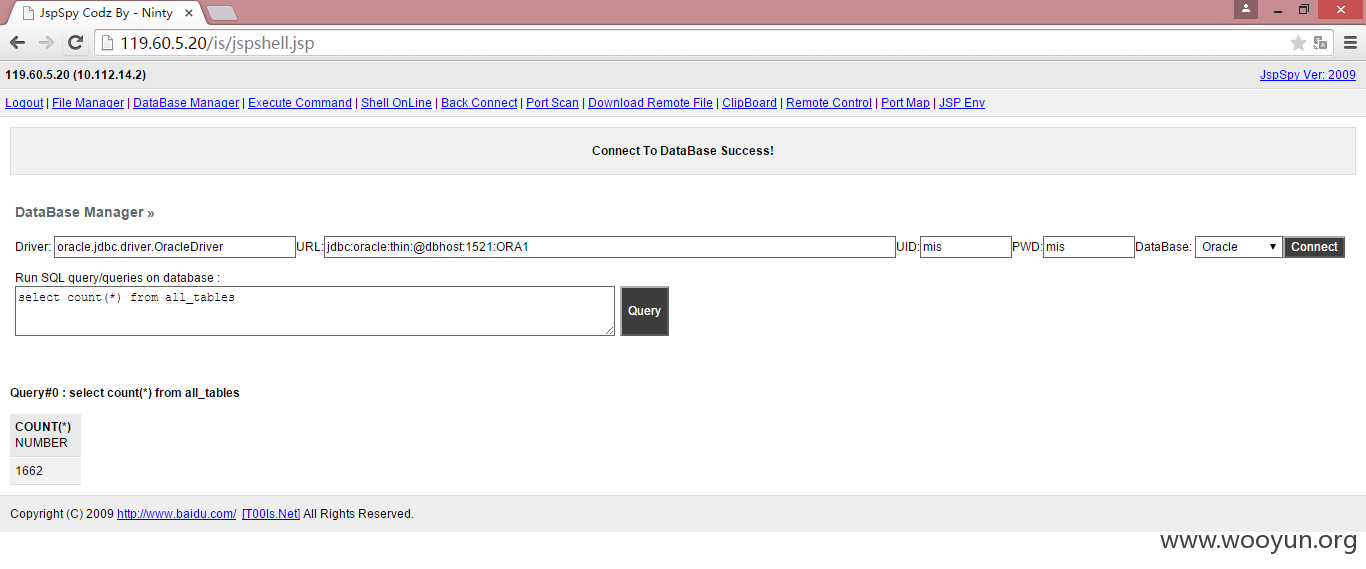 JspSpy Codz By - Ninty
119.60.5.20/is/jspshell.jsp
119.60.5.20 (10.112.14.2) JspSpy Ver: 2009
Logout | File Manager | DataBase Manager | Execute Command | Shell OnLine | Back Connect | Port Scan | Download Remote File | ClipBoard | Remote Control | Port Map | JSP Env
Connect To DataBase Success!
DataBase Manager »
Driver: oracle.jdbc.driver.OracleDriver URL: jdbc:oracle:thin:@dbhost:1521:ORA1 UID: mis PWD: mis DataBase: Oracle Connect
Run SQL query/queries on database :
select count(*) from all_tables
Query
Query#0 : select count(*) from all_tables
COUNT(*)
NUMBER
1662
Copyright (C) 2009 http://www.baidu.com/ [T00ls.Net] All Rights Reserved.
www.wooyun.org